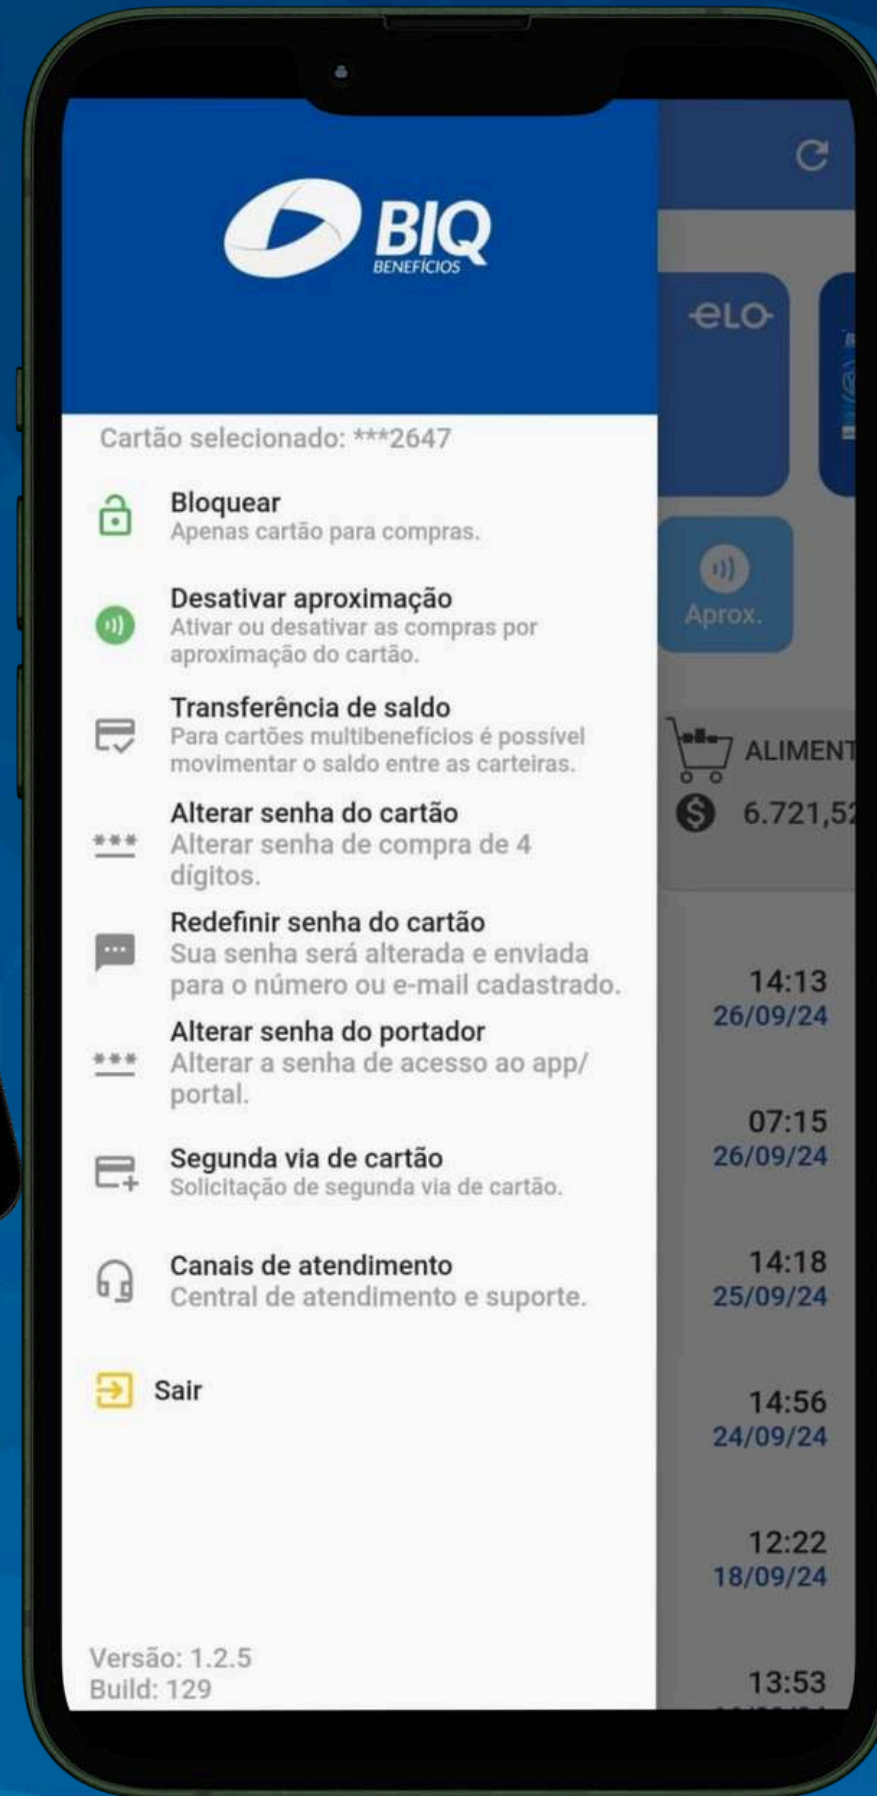 BIQ
BENEFÍCIOS
Cartão selecionado: ***2647
Bloquear
Apenas cartão para compras.
Desativar aproximação
Ativar ou desativar as compras por
aproximação do cartão.
Transferência de saldo
Para cartões multibenefícios é possível
movimentar o saldo entre as carteiras.
Alterar senha do cartão
Alterar senha de compra de 4
dígitos.
Redefinir senha do cartão
Sua senha será alterada e enviada
para o número ou e-mail cadastrado.
Alterar senha do portador
Alterar a senha de acesso ao app/
portal.
Segunda via de cartão
Solicitação de segunda via de cartão.
Canais de atendimento
Central de atendimento e suporte.
Sair
Versão: 1.2.5
Build: 129
elo
Aprox.
ALIMENT
6.721,52
14:13
26/09/24
07:15
26/09/24
14:18
25/09/24
14:56
24/09/24
12:22
18/09/24
13:53